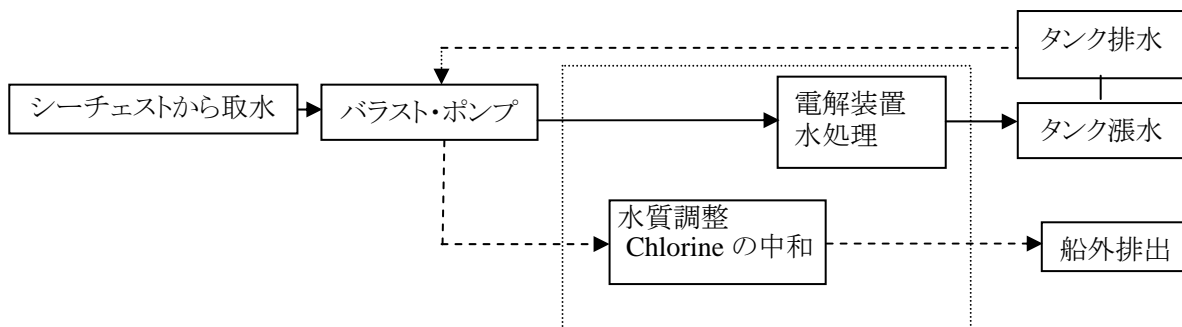 タンク排水
シーチェストから取水
バラスト・ポンプ
電解装置
水処理
タンク漲水
水質調整
Chlorine の中和
船外排出